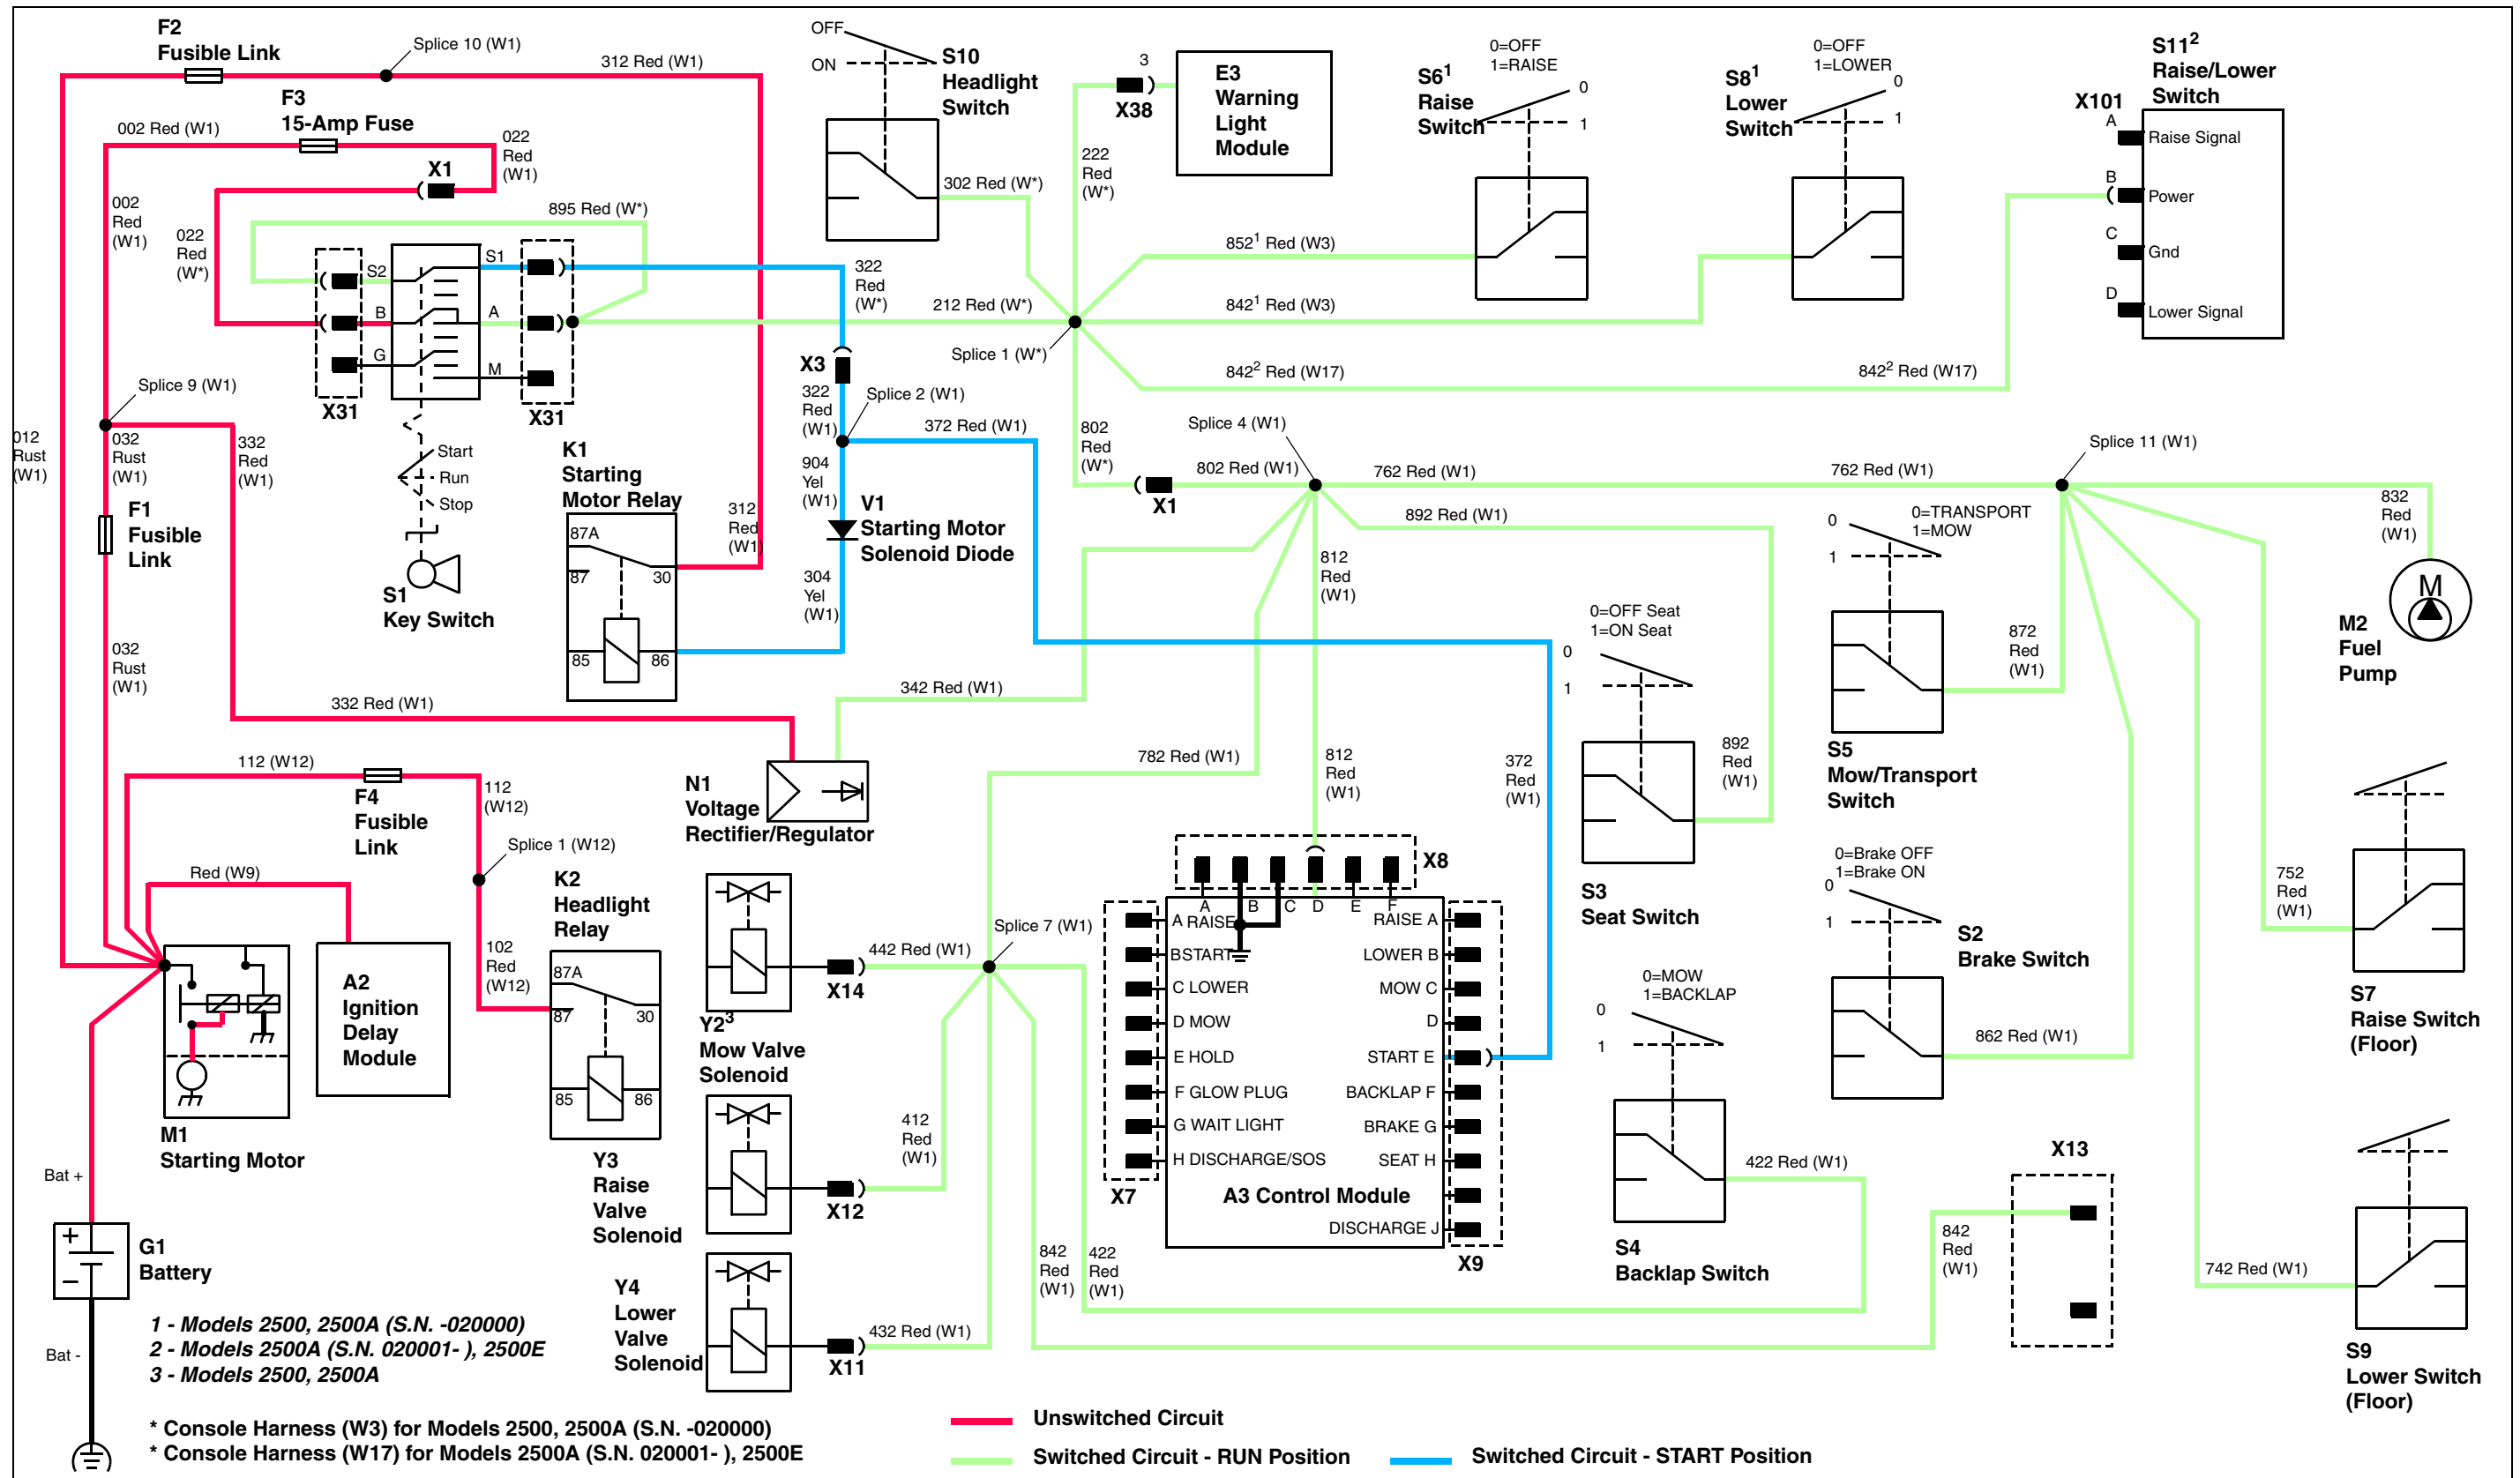 F2
Fusible Link
Splice 10 (W1)
312 Red (W1)
F3
15-Amp Fuse
002 Red (W1)
022
Red
(W1)
X1
002
Red
(W1)
022
Red
(W*)
895 Red (W*)
S2
B
G
S1
A
M
X31
X31
Splice 9 (W1)
012
Rust
(W1)
032
Rust
(W1)
332
Red
(W1)
F1
Fusible
Link
Start
Run
Stop
S1
Key Switch
032
Rust
(W1)
332 Red (W1)
K1
Starting
Motor Relay
87A
87
30
85
86
312
Red
(W1)
OFF
ON
S10
Headlight
Switch
302 Red (W*)
322
Red
(W*)
212 Red (W*)
X3
322
Red
(W1)
Splice 2 (W1)
372 Red (W1)
904
Yel
(W1)
V1
Starting Motor
Solenoid Diode
304
Yel
(W1)
Splice 1 (W*)
3
X38
E3
Warning
Light
Module
222
Red
(W*)
0=OFF
1=RAISE
S6¹
Raise
Switch
0
1
0=OFF
1=LOWER
S8¹
Lower
Switch
0
1
S11²
Raise/Lower
Switch
X101
A
Raise Signal
B
Power
C
Gnd
D
Lower Signal
852¹ Red (W3)
842¹ Red (W3)
842² Red (W17)
842² Red (W17)
802
Red
(W*)
X1
802 Red (W1)
Splice 4 (W1)
762 Red (W1)
762 Red (W1)
Splice 11 (W1)
892 Red (W1)
832
Red
(W1)
M
M2
Fuel
Pump
812
Red
(W1)
0=TRANSPORT
1=MOW
0
1
872
Red
(W1)
S5
Mow/Transport
Switch
0=OFF Seat
1=ON Seat
0
1
892
Red
(W1)
S3
Seat Switch
342 Red (W1)
782 Red (W1)
812
Red
(W1)
372
Red
(W1)
N1
Voltage
Rectifier/Regulator
112 (W12)
F4
Fusible
Link
112
(W12)
Splice 1 (W12)
Red (W9)
102
Red
(W12)
K2
Headlight
Relay
87A
87
30
85
86
A2
Ignition
Delay
Module
M1
Starting Motor
Bat +
G1
Battery
Bat -
442 Red (W1)
X14
Y2³
Mow Valve
Solenoid
Splice 7 (W1)
412
Red
(W1)
X12
Y3
Raise
Valve
Solenoid
432 Red (W1)
X11
Y4
Lower
Valve
Solenoid
842
Red
(W1)
422
Red
(W1)
X8
A
B
C
D
E
F
A RAISE
BSTART
C LOWER
D MOW
E HOLD
F GLOW PLUG
G WAIT LIGHT
H DISCHARGE/SOS
X7
RAISE A
LOWER B
MOW C
D
START E
BACKLAP F
BRAKE G
SEAT H
DISCHARGE J
X9
A3 Control Module
0=MOW
1=BACKLAP
0
1
422 Red (W1)
S4
Backlap Switch
0=Brake OFF
1=Brake ON
0
1
S2
Brake Switch
862 Red (W1)
752
Red
(W1)
S7
Raise Switch
(Floor)
X13
842
Red
(W1)
742 Red (W1)
S9
Lower Switch
(Floor)
1 - Models 2500, 2500A (S.N. -020000)
2 - Models 2500A (S.N. 020001- ), 2500E
3 - Models 2500, 2500A
* Console Harness (W3) for Models 2500, 2500A (S.N. -020000)
* Console Harness (W17) for Models 2500A (S.N. 020001- ), 2500E
Unswitched Circuit
Switched Circuit - RUN Position
Switched Circuit - START Position